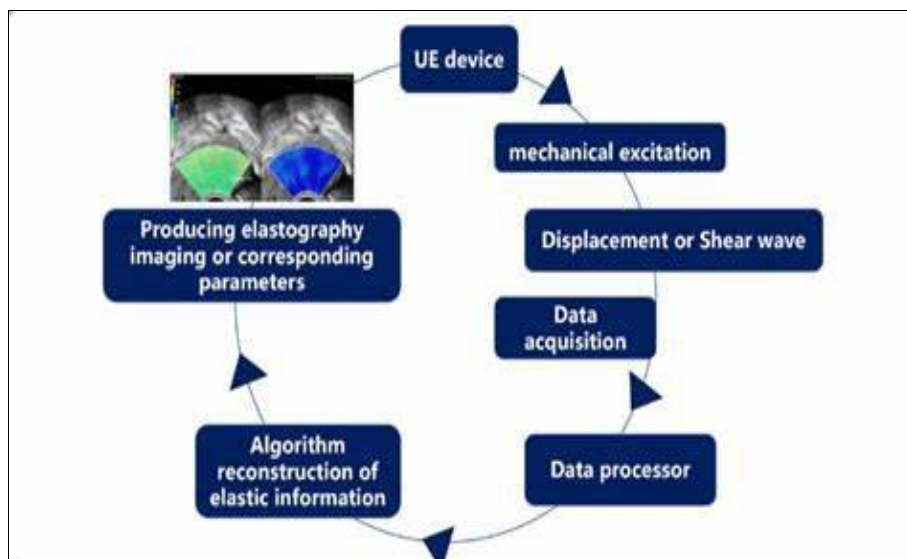 UE device
mechanical excitation
Displacement or Shear wave
Data
acquisition
Data processor
Algorithm
reconstruction of
elastic information
Producing elastography
imaging or corresponding
parameters